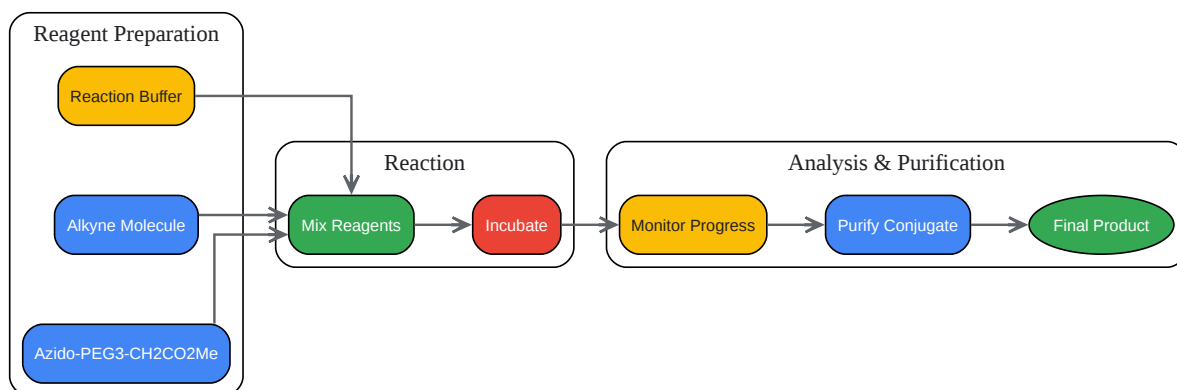 Reagent Preparation
Reaction Buffer
Alkyne Molecule
Azido-PEG3-CH2CO2Me
Reaction
Mix Reagents
Incubate
Analysis & Purification
Monitor Progress
Purify Conjugate
Final Product